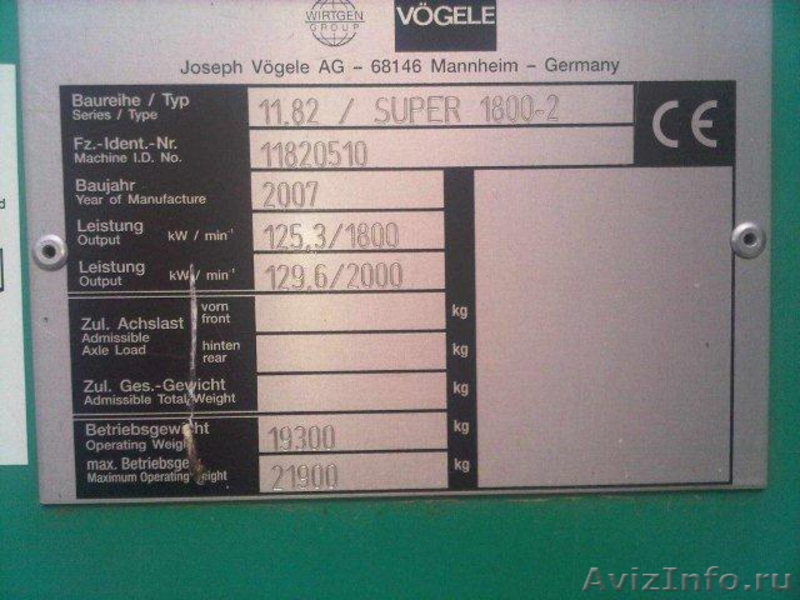 WIRTGEN
GROUP
VÖGELE
Joseph Vögele AG – 68146 Mannheim – Germany
Baureihe / Typ
Series / Type
11.82 / SUPER 1800-2
CE
Fz.-Ident.-Nr.
Machine I.D. No.
11820510
Baujahr
Year of Manufacture
2007
Leistung
Output
kW / min⁻¹
125,3/1800
Leistung
Output
kW / min⁻¹
129,6/2000
Zul. Achslast
Admissible
Axle Load
vorn
front
kg
hinten
rear
kg
Zul. Ges.-Gewicht
Admissible Total Weight
kg
Betriebsgewicht
Operating Weigh
19300
kg
max. Betriebsge
Maximum Operating Weight
21900
kg
AvizInfo.ru